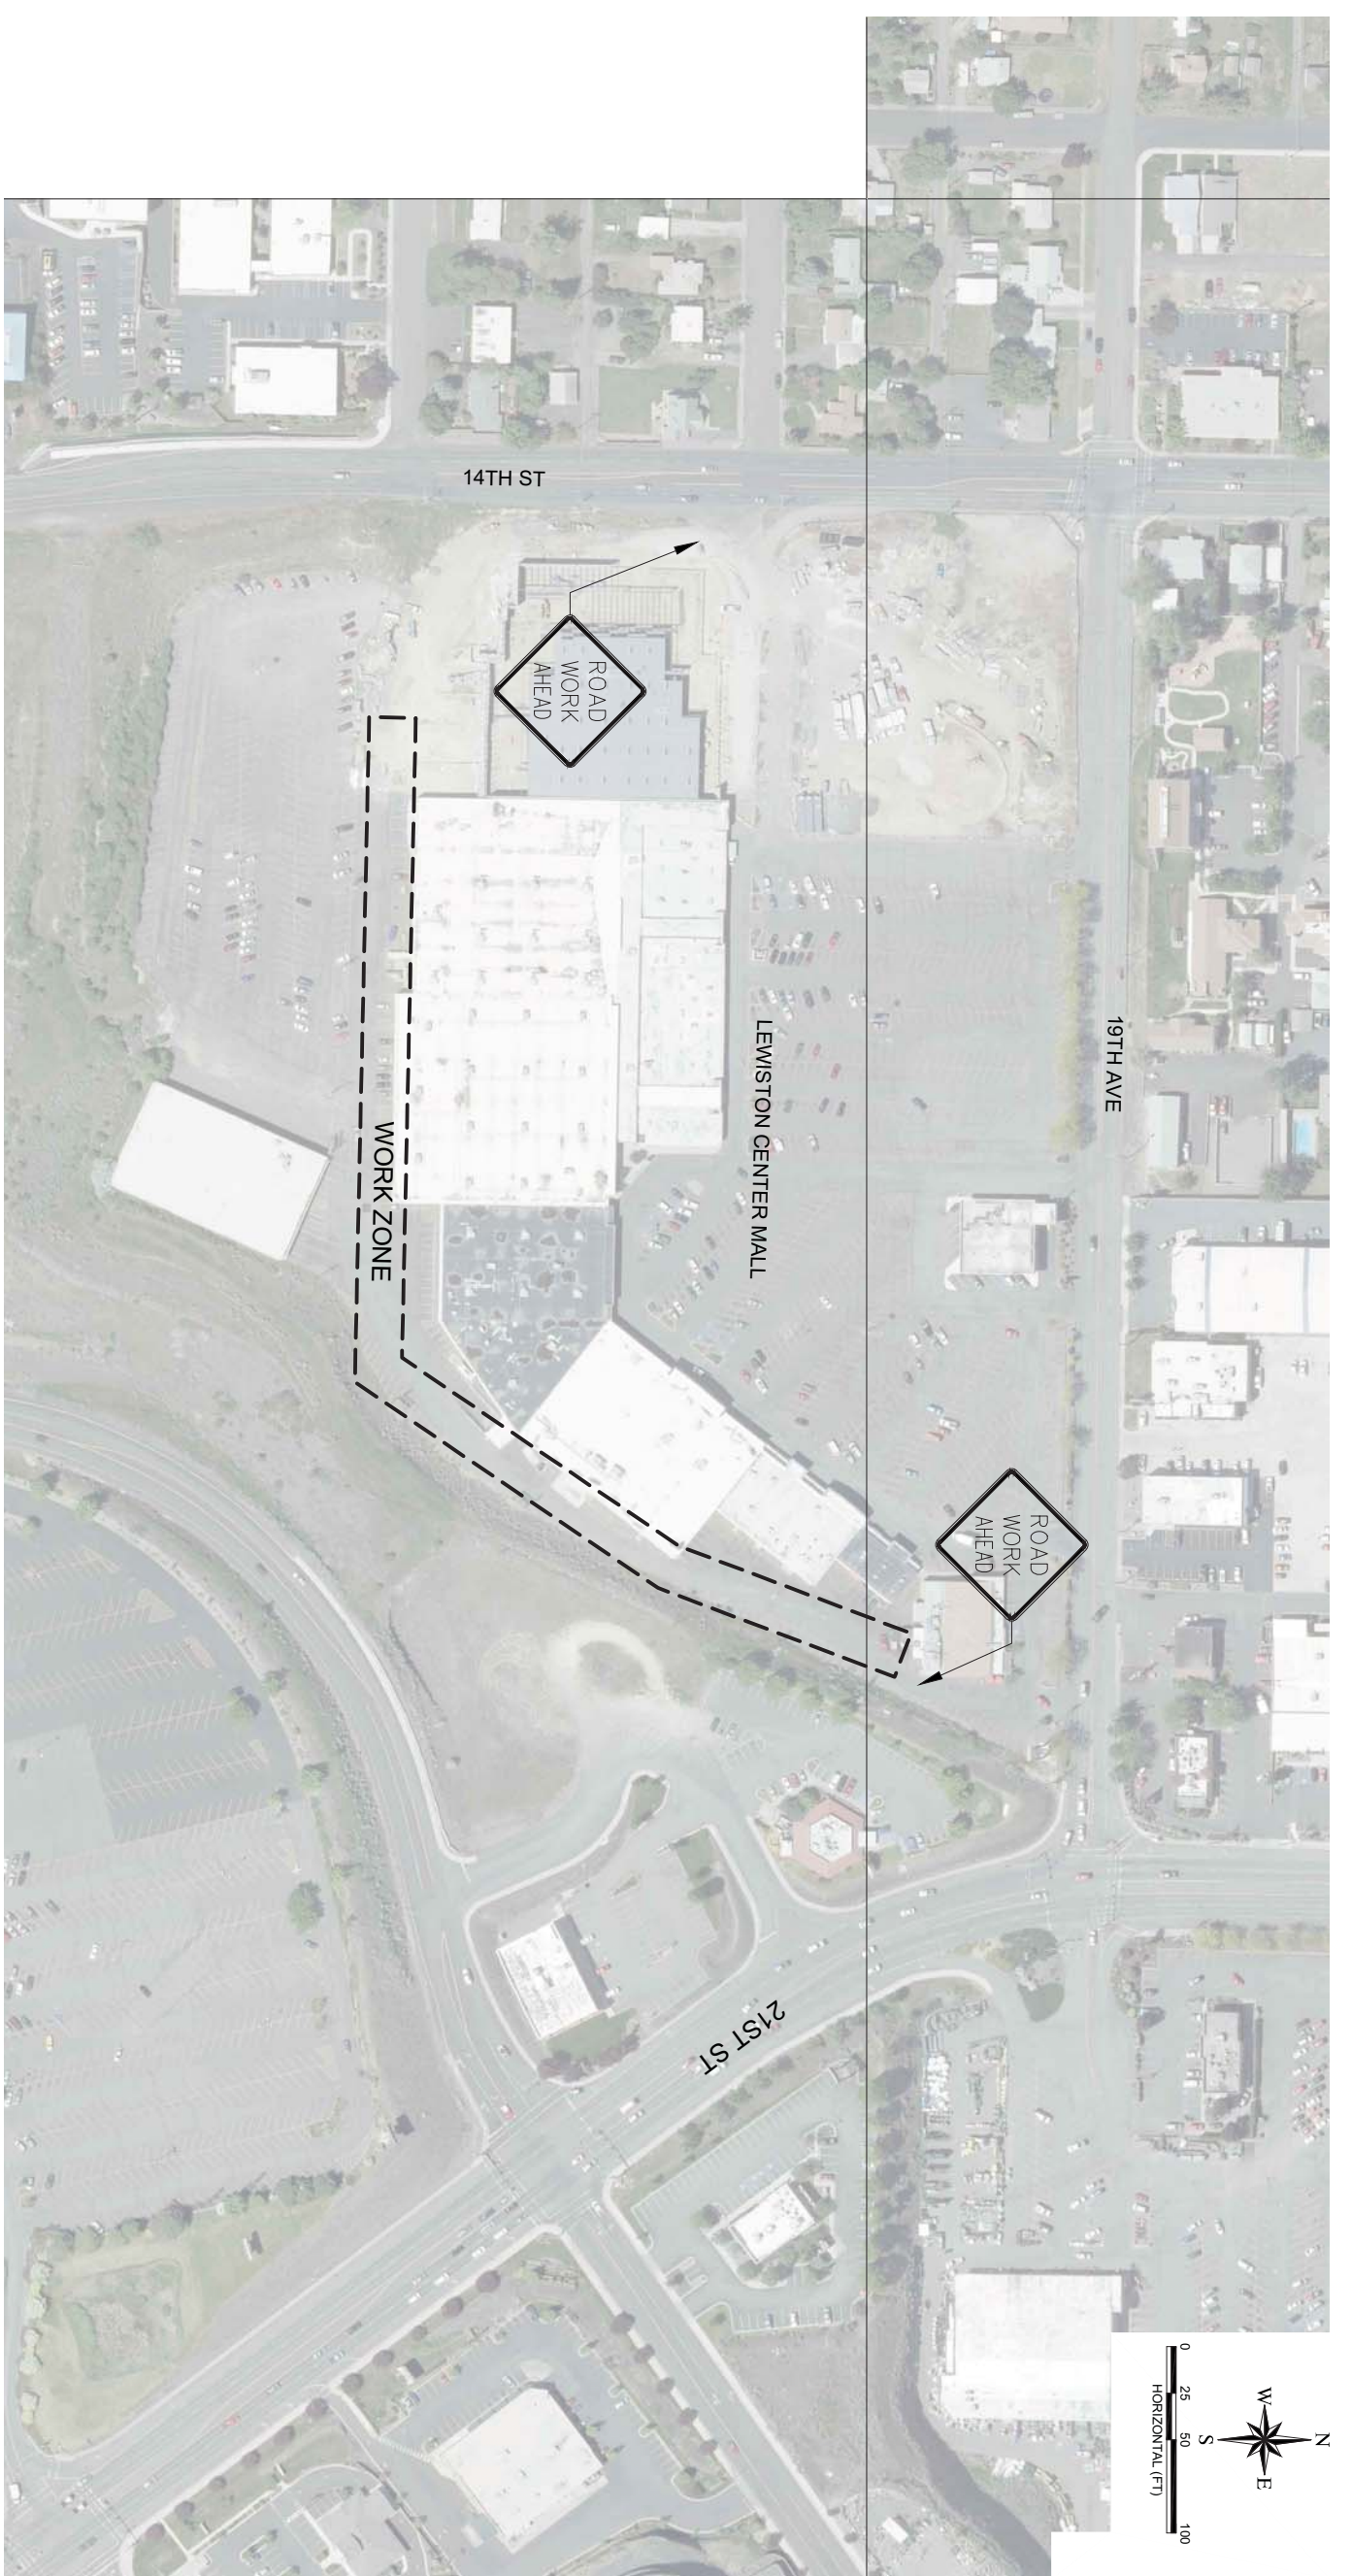 14TH ST
ROAD
WORK
AHEAD
19TH AVE
LEWISTON CENTER MALL
WORK ZONE
ROAD
WORK
AHEAD
21ST ST
N
W
E
S
0 25 50 100
HORIZONTAL (FT)